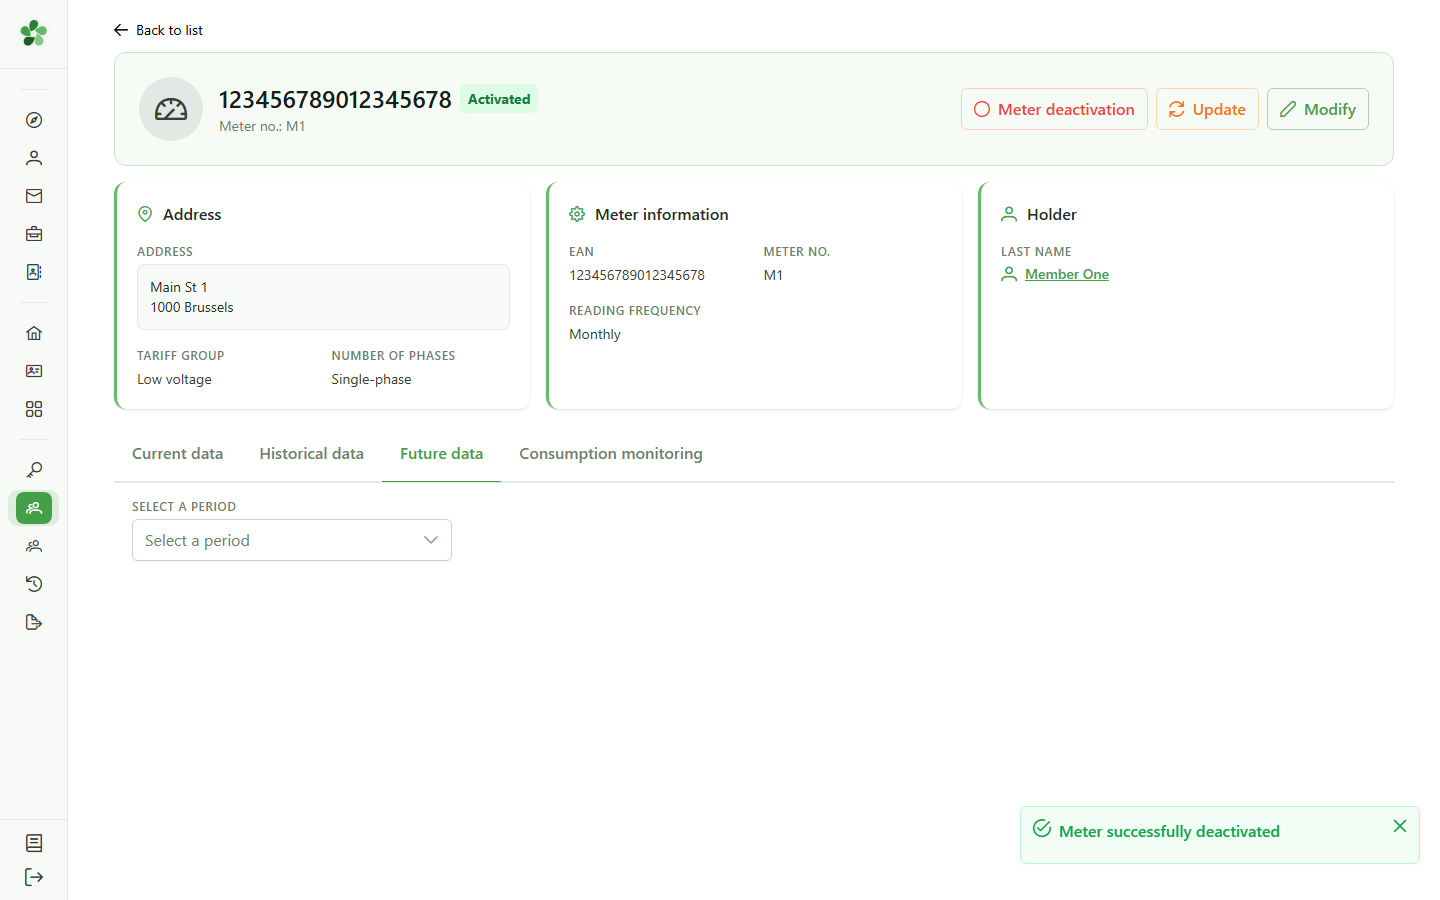 Back to list
123456789012345678
Activated
Meter no.: M1
Meter deactivation
Update
Modify
Address
ADDRESS
Main St 1
1000 Brussels
TARIFF GROUP
NUMBER OF PHASES
Low voltage
Single-phase
Meter information
EAN
METER NO.
123456789012345678
M1
READING FREQUENCY
Monthly
Holder
LAST NAME
Member One
Current data
Historical data
Future data
Consumption monitoring
SELECT A PERIOD
Select a period
Meter successfully deactivated